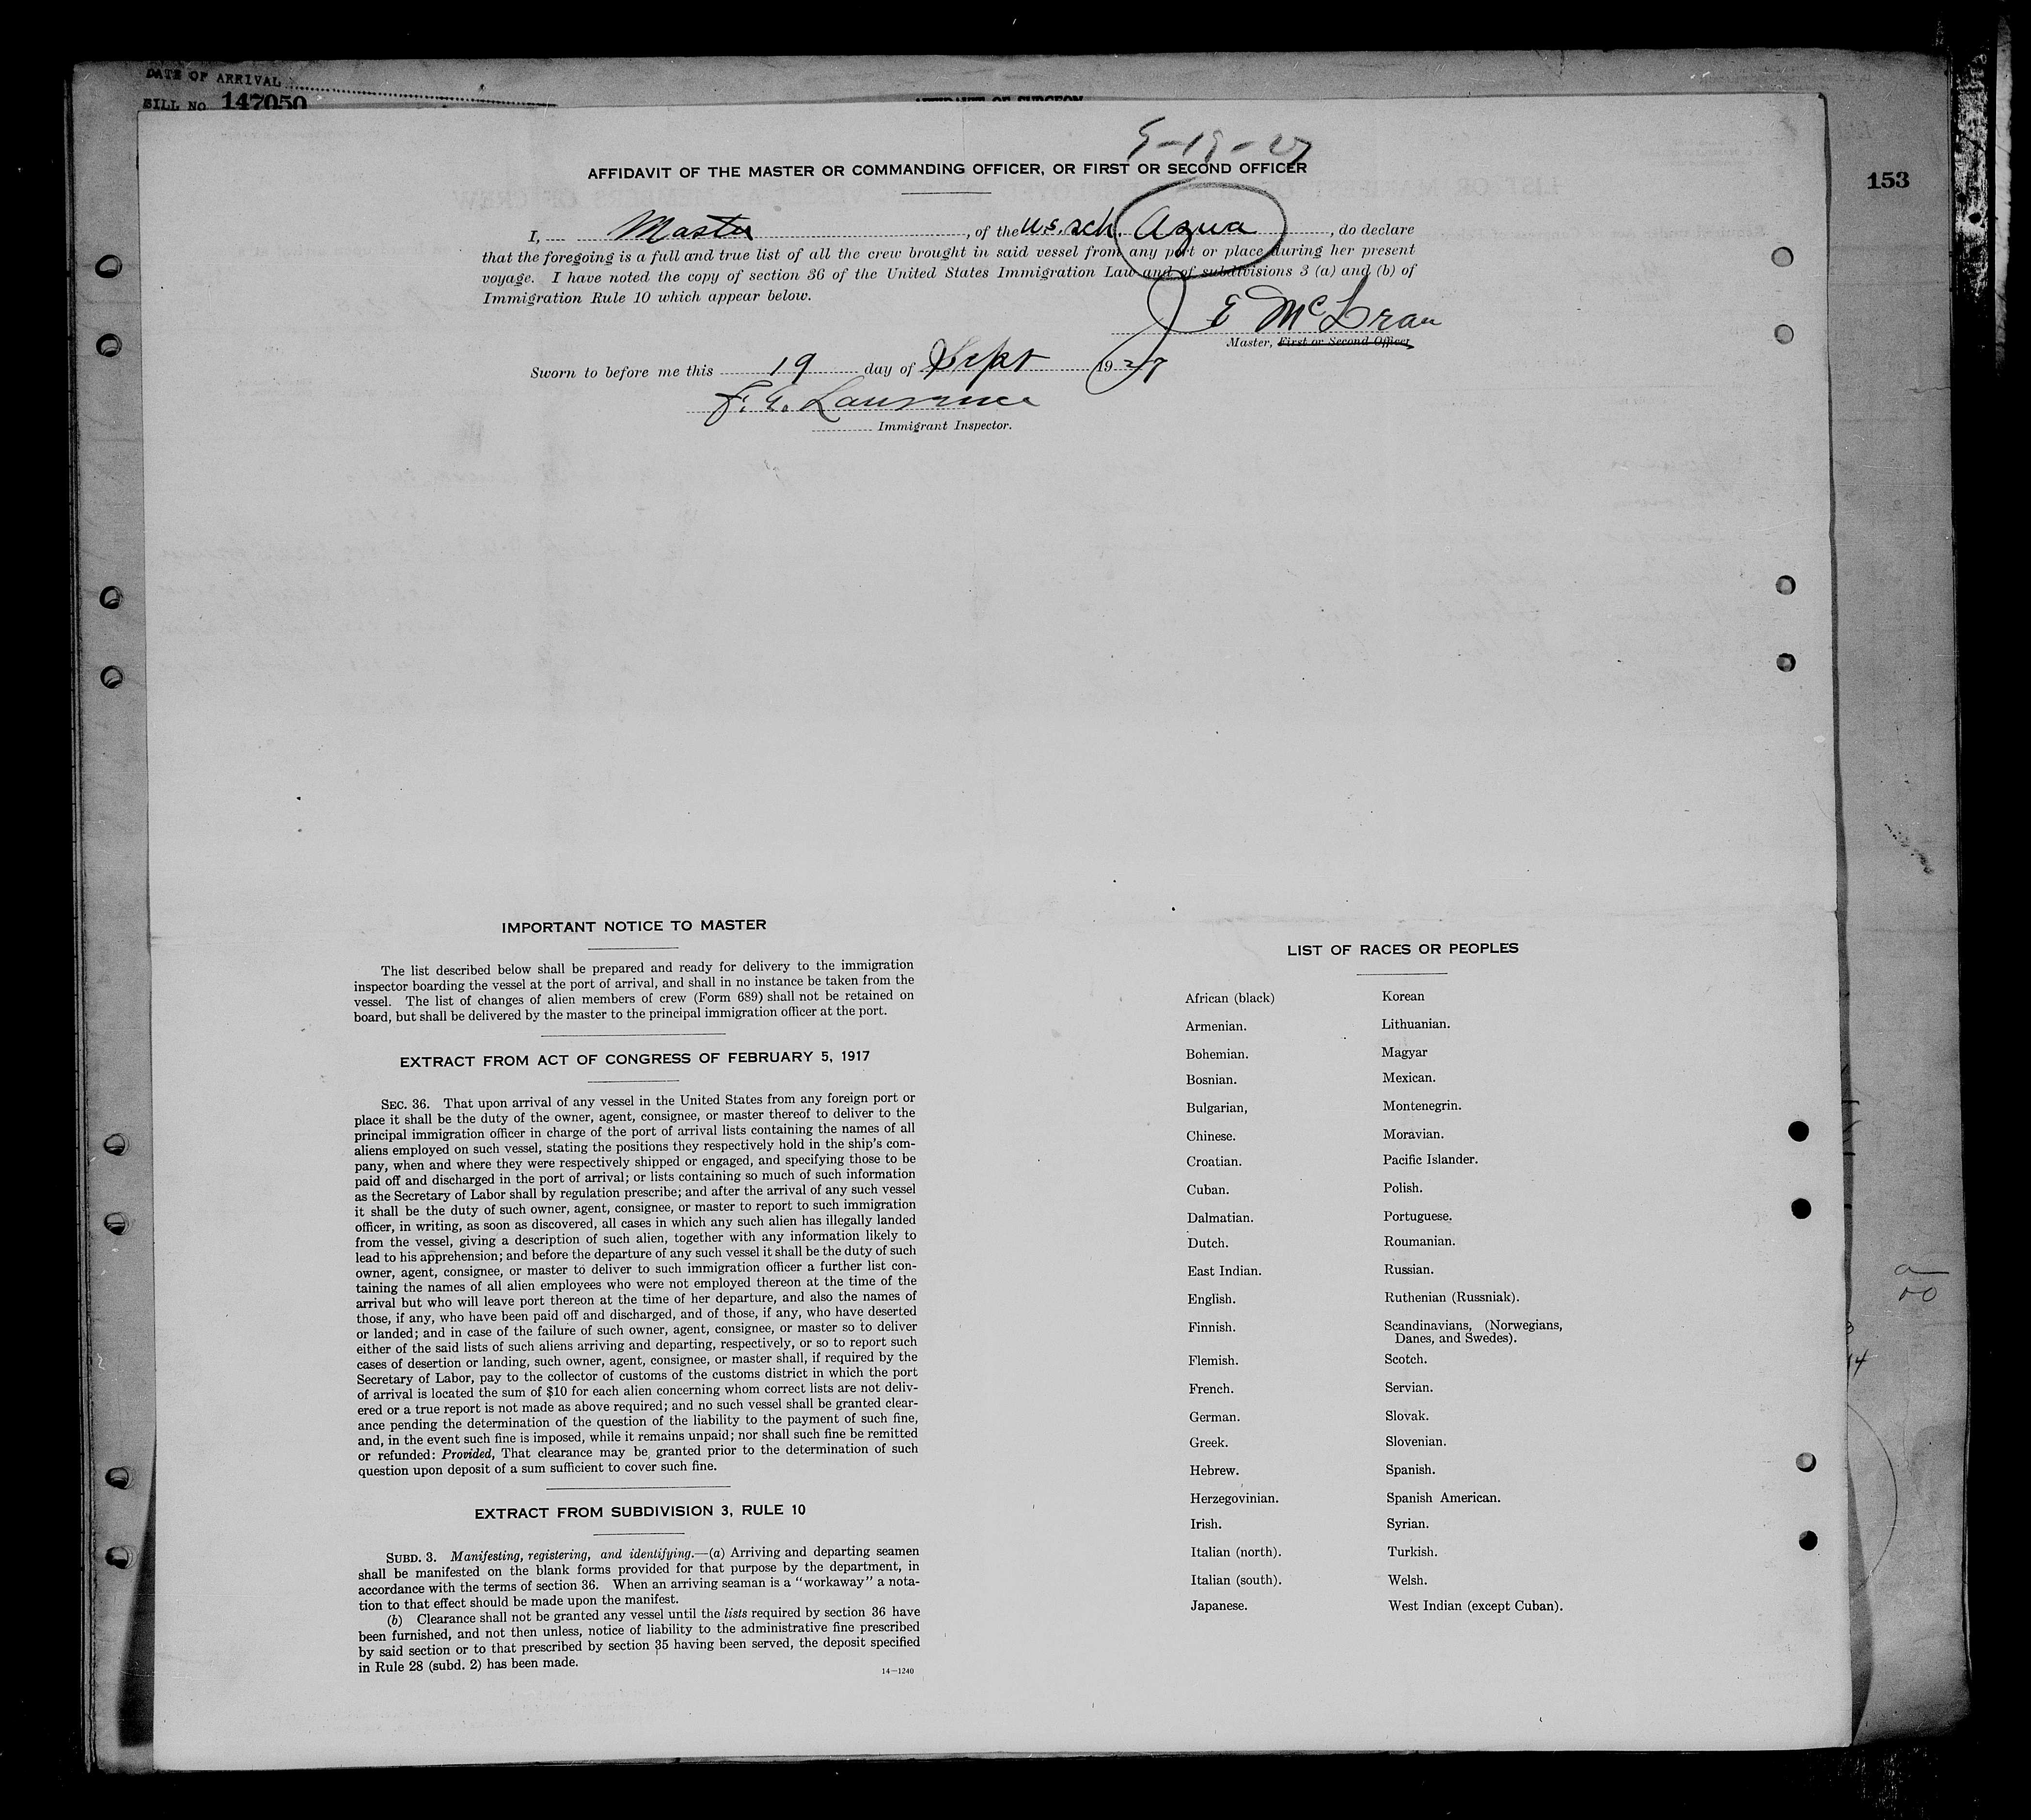 DATE OF ARRIVAL
BILL NO. 147050
AFFIDAVIT OF SURGEON
153
9-19-27
AFFIDAVIT OF THE MASTER OR COMMANDING OFFICER, OR FIRST OR SECOND OFFICER
I, Master, of the U.S. sch. Azua, do declare
that the foregoing is a full and true list of all the crew brought in said vessel from any port or place during her present
voyage. I have noted the copy of section 36 of the United States Immigration Law and of subdivisions 3 (a) and (b) of
Immigration Rule 10 which appear below.
E Mc
Master, First or Second Officer
Sworn to before me this 19 day of Sept 1927
F. G. Lawrence
Immigrant Inspector.
IMPORTANT NOTICE TO MASTER
The list described below shall be prepared and ready for delivery to the immigration
inspector boarding the vessel at the port of arrival, and shall in no instance be taken from the
vessel. The list of changes of alien members of crew (Form 689) shall not be retained on
board, but shall be delivered by the master to the principal immigration officer at the port.
EXTRACT FROM ACT OF CONGRESS OF FEBRUARY 5, 1917
SEC. 36. That upon arrival of any vessel in the United States from any foreign port or
place it shall be the duty of the owner, agent, consignee, or master thereof to deliver to the
principal immigration officer in charge of the port of arrival lists containing the names of all
aliens employed on such vessel, stating the positions they respectively hold in the ship's com-
pany, when and where they were respectively shipped or engaged, and specifying those to be
paid off and discharged in the port of arrival; or lists containing so much of such information
as the Secretary of Labor shall by regulation prescribe; and after the arrival of any such vessel
it shall be the duty of such owner, agent, consignee, or master to report to such immigration
officer, in writing, as soon as discovered, all cases in which any such alien has illegally landed
from the vessel, giving a description of such alien, together with any information likely to
lead to his apprehension; and before the departure of any such vessel it shall be the duty of such
owner, agent, consignee, or master to deliver to such immigration officer a further list con-
taining the names of all alien employees who were not employed thereon at the time of the
arrival but who will leave port thereon at the time of her departure, and also the names of
those, if any, who have been paid off and discharged, and of those, if any, who have deserted
or landed; and in case of the failure of such owner, agent, consignee, or master so to deliver
either of the said lists of such aliens arriving and departing, respectively, or so to report such
cases of desertion or landing, such owner, agent, consignee, or master shall, if required by the
Secretary of Labor, pay to the collector of customs of the customs district in which the port
of arrival is located the sum of $10 for each alien concerning whom correct lists are not deliv-
ered or a true report is not made as above required; and no such vessel shall be granted clear-
ance pending the determination of the question of the liability to the payment of such fine,
and, in the event such fine is imposed, while it remains unpaid; nor shall such fine be remitted
or refunded: Provided, That clearance may be granted prior to the determination of such
question upon deposit of a sum sufficient to cover such fine.
EXTRACT FROM SUBDIVISION 3, RULE 10
SUBD. 3. Manifesting, registering, and identifying.—(a) Arriving and departing seamen
shall be manifested on the blank forms provided for that purpose by the department, in
accordance with the terms of section 36. When an arriving seaman is a "workaway" a nota-
tion to that effect should be made upon the manifest.
(b) Clearance shall not be granted any vessel until the lists required by section 36 have
been furnished, and not then unless, notice of liability to the administrative fine prescribed
by said section or to that prescribed by section 35 having been served, the deposit specified
in Rule 28 (subd. 2) has been made.
14—1240
LIST OF RACES OR PEOPLES
African (black) Korean
Armenian. Lithuanian.
Bohemian. Magyar
Bosnian. Mexican.
Bulgarian, Montenegrin.
Chinese. Moravian.
Croatian. Pacific Islander.
Cuban. Polish.
Dalmatian. Portuguese.
Dutch. Roumanian.
East Indian. Russian.
English. Ruthenian (Russniak).
Finnish. Scandinavians, (Norwegians,
Danes, and Swedes).
Flemish. Scotch.
French. Servian.
German. Slovak.
Greek. Slovenian.
Hebrew. Spanish.
Herzegovinian. Spanish American.
Irish. Syrian.
Italian (north). Turkish.
Italian (south). Welsh.
Japanese. West Indian (except Cuban).